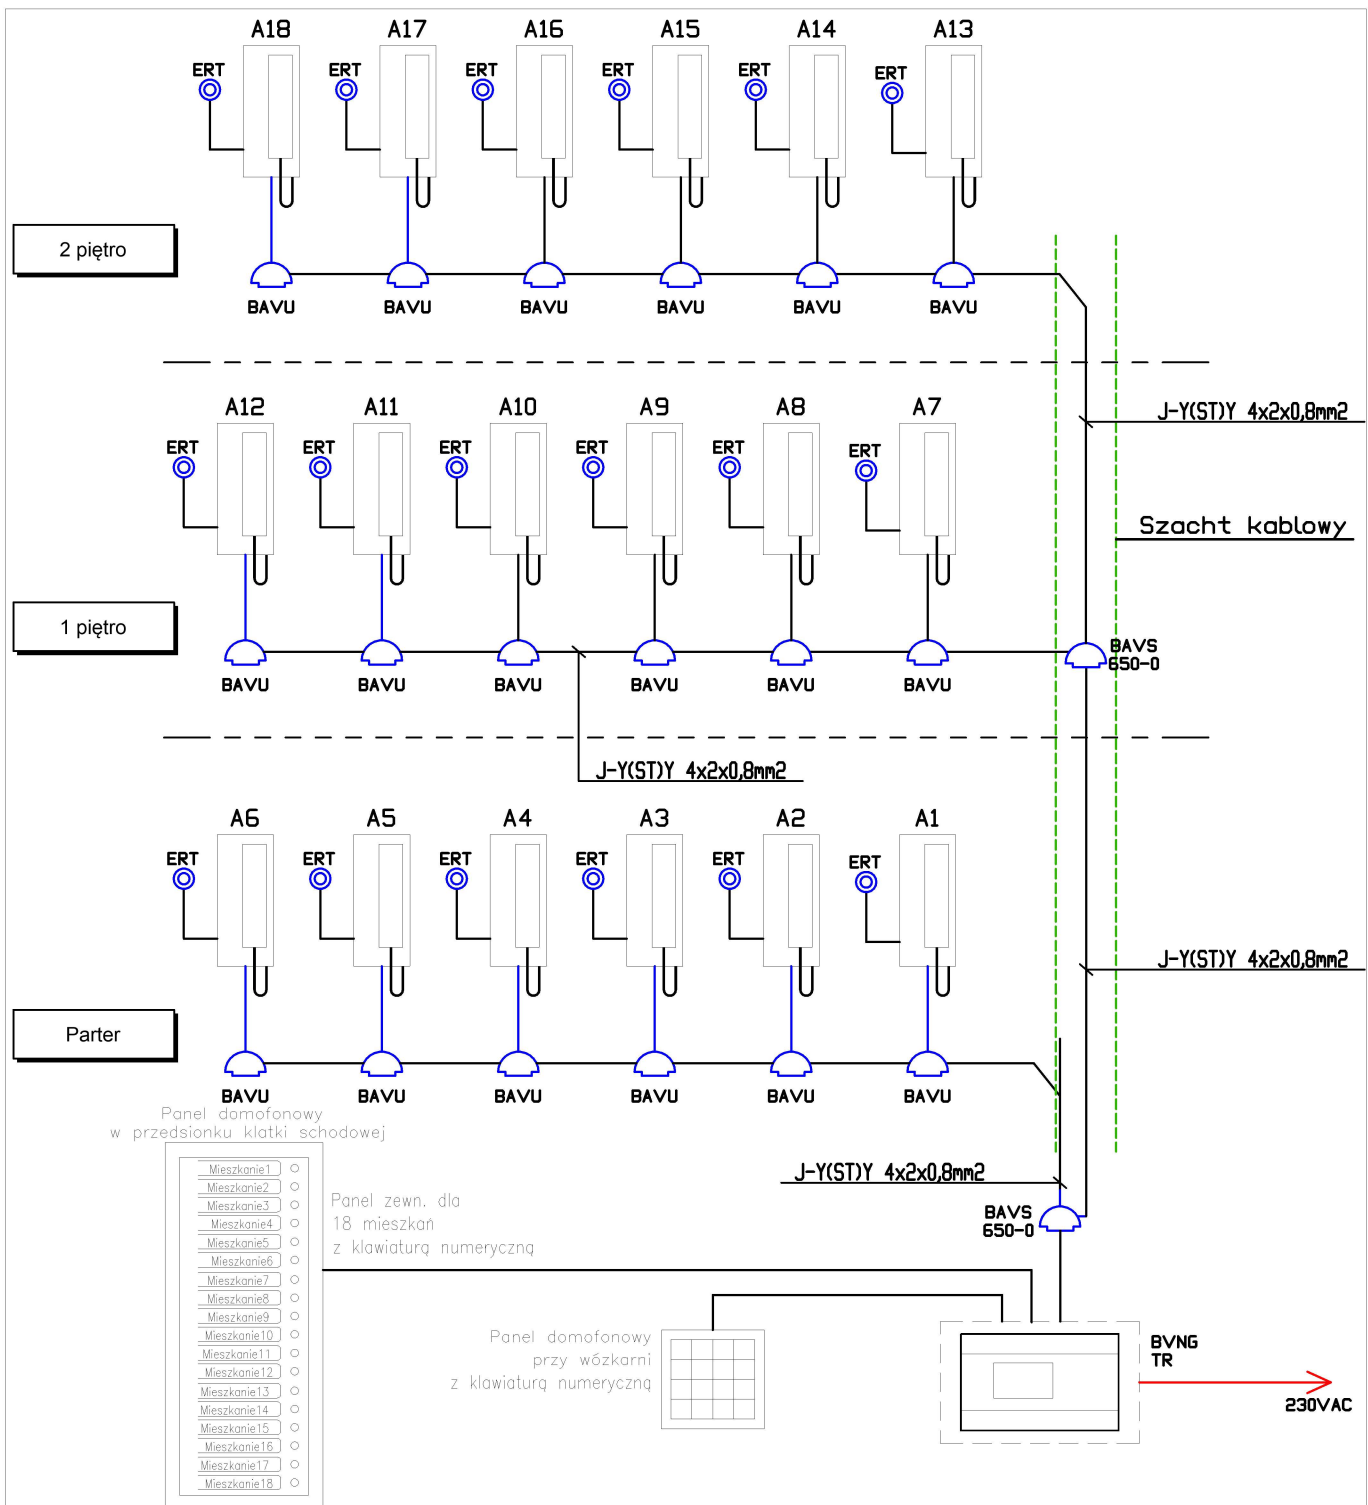 A18 A17 A16 A15 A14 A13
ERT ERT ERT ERT ERT ERT
2 piętro
BAVU BAVU BAVU BAVU BAVU BAVU
A12 A11 A10 A9 A8 A7
J-Y(ST)Y 4x2x0,8mm2
ERT ERT ERT ERT ERT ERT
Szacht kablowy
1 piętro
BAVS
650-0
BAVU BAVU BAVU BAVU BAVU BAVU
J-Y(ST)Y 4x2x0,8mm2
A6 A5 A4 A3 A2 A1
ERT ERT ERT ERT ERT ERT
J-Y(ST)Y 4x2x0,8mm2
Parter
BAVU BAVU BAVU BAVU BAVU BAVU
Panel domofonowy
w przedsionku klatki schodowej
Mieszkanie1
Mieszkanie2
Mieszkanie3
Mieszkanie4
Mieszkanie5
Mieszkanie6
Mieszkanie7
Mieszkanie8
Mieszkanie9
Mieszkanie10
Mieszkanie11
Mieszkanie12
Mieszkanie13
Mieszkanie14
Mieszkanie15
Mieszkanie16
Mieszkanie17
Mieszkanie18
Panel zewn. dla
18 mieszkań
z klawiaturą numeryczną
J-Y(ST)Y 4x2x0,8mm2
BAVS
650-0
Panel domofonowy
przy wózkarni
z klawiaturą numeryczną
BVNG
TR
230VAC